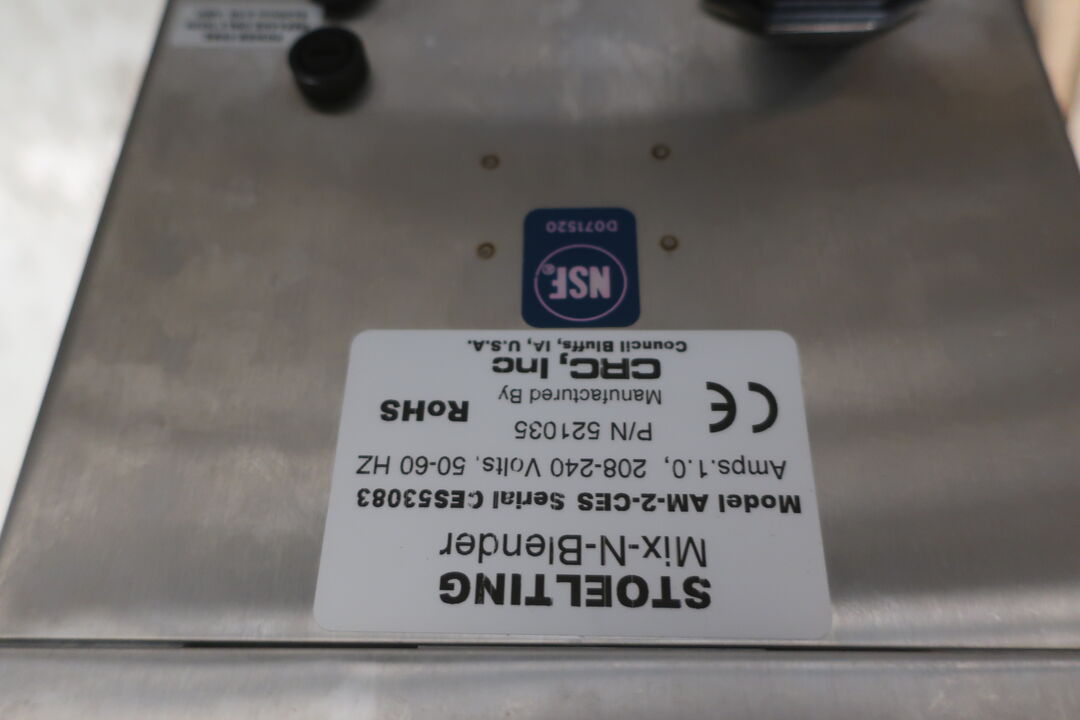 STOELTING
Mix-N-Blender
Model AM-2-CES Serial CES53083
Amps.1.0, 208-240 Volts, 50-60 HZ
P/N 521035
CE
RoHS
Manufactured By
CRC, Inc
Council Bluffs, IA, U.S.A.
NSF®
D071520